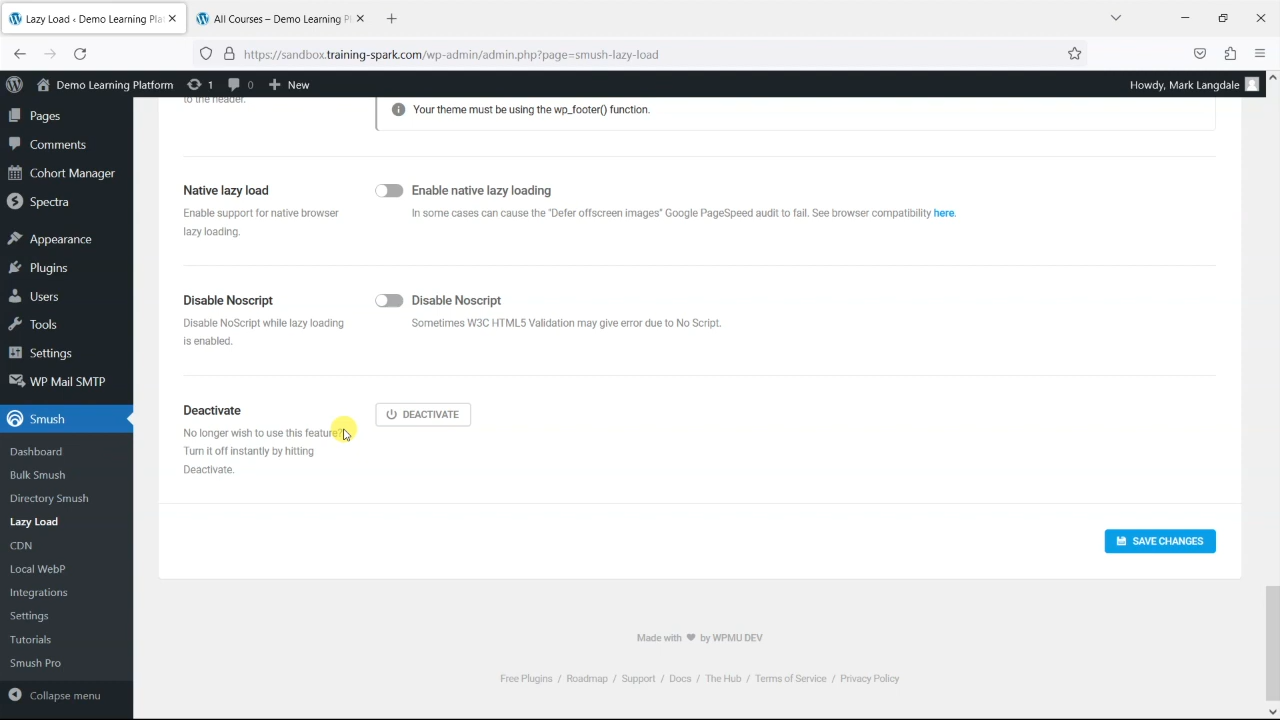 Lazy Load ‹ Demo Learning Pla
All Courses – Demo Learning Pl
https://sandbox.training-spark.com/wp-admin/admin.php?page=smush-lazy-load
Demo Learning Platform
1
0
New
Howdy, Mark Langdale
Pages
Comments
Cohort Manager
Spectra
Appearance
Plugins
Users
Tools
Settings
WP Mail SMTP
Smush
Dashboard
Bulk Smush
Directory Smush
Lazy Load
CDN
Local WebP
Integrations
Settings
Tutorials
Smush Pro
Collapse menu
to the header.
Your theme must be using the wp_footer() function.
Native lazy load
Enable support for native browser
lazy loading.
Enable native lazy loading
In some cases can cause the "Defer offscreen images" Google PageSpeed audit to fail. See browser compatibility here.
Disable Noscript
Disable NoScript while lazy loading
is enabled.
Disable Noscript
Sometimes W3C HTML5 Validation may give error due to No Script.
Deactivate
No longer wish to use this feature?
Turn it off instantly by hitting
Deactivate.
DEACTIVATE
SAVE CHANGES
Made with ♥ by WPMU DEV
Free Plugins / Roadmap / Support / Docs / The Hub / Terms of Service / Privacy Policy